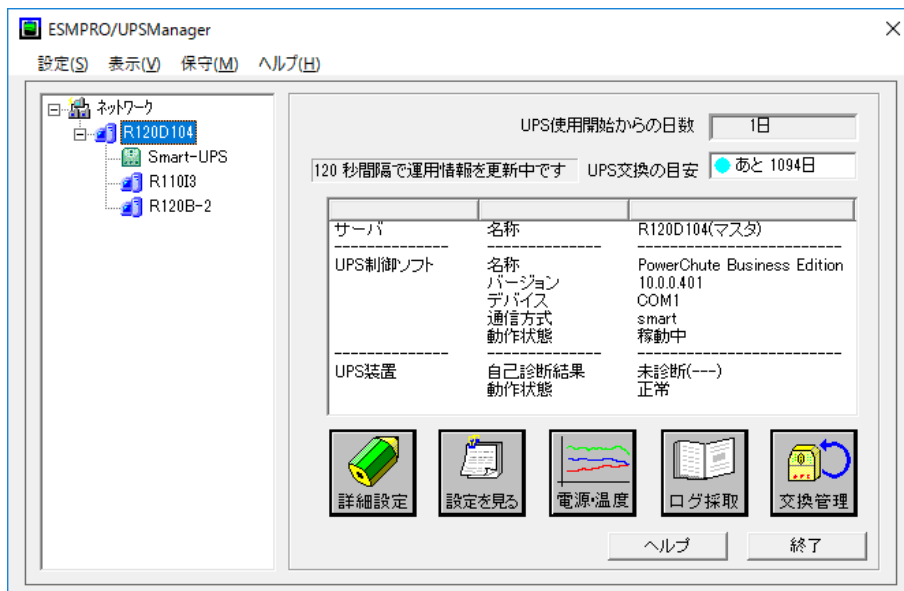 ESMPRO/UPSManager
設定(S) 表示(V) 保守(M) ヘルプ(H)
ネットワーク
R120D104
Smart-UPS
R110I3
R120B-2
UPS使用開始からの日数 1日
120 秒間隔で運用情報を更新中です UPS交換の目安 あと 1094日
サーバ 名称 R120D104(マスタ)
-------------- -------------- -------------------------
UPS制御ソフト 名称 PowerChute Business Edition
バージョン 10.0.0.401
デバイス COM1
通信方式 smart
動作状態 稼動中
-------------- -------------- -------------------------
UPS装置 自己診断結果 未診断(---)
動作状態 正常
詳細設定 設定を見る 電源・温度 ログ採取 交換管理
ヘルプ 終了